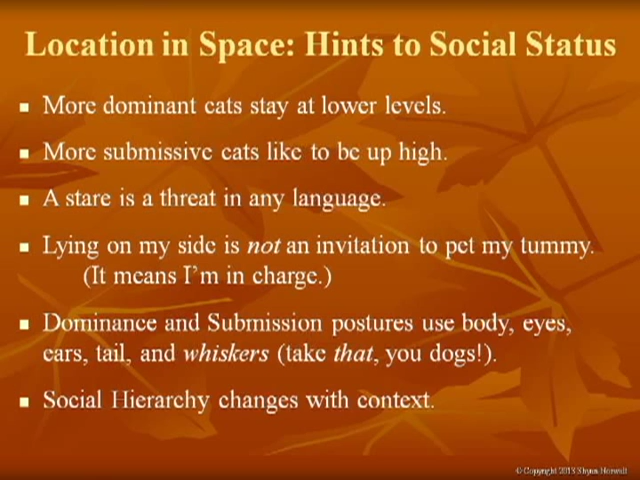 Location in Space: Hints to Social Status
More dominant cats stay at lower levels.
More submissive cats like to be up high.
A stare is a threat in any language.
Lying on my side is not an invitation to pet my tummy.
(It means I'm in charge.)
Dominance and Submission postures use body, eyes,
ears, tail, and whiskers (take that, you dogs!).
Social Hierarchy changes with context.
© Copyright 2013